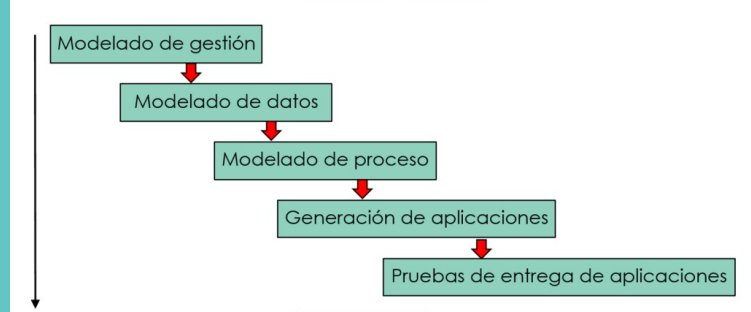 Modelado de gestión
Modelado de datos
Modelado de proceso
Generación de aplicaciones
Pruebas de entrega de aplicaciones